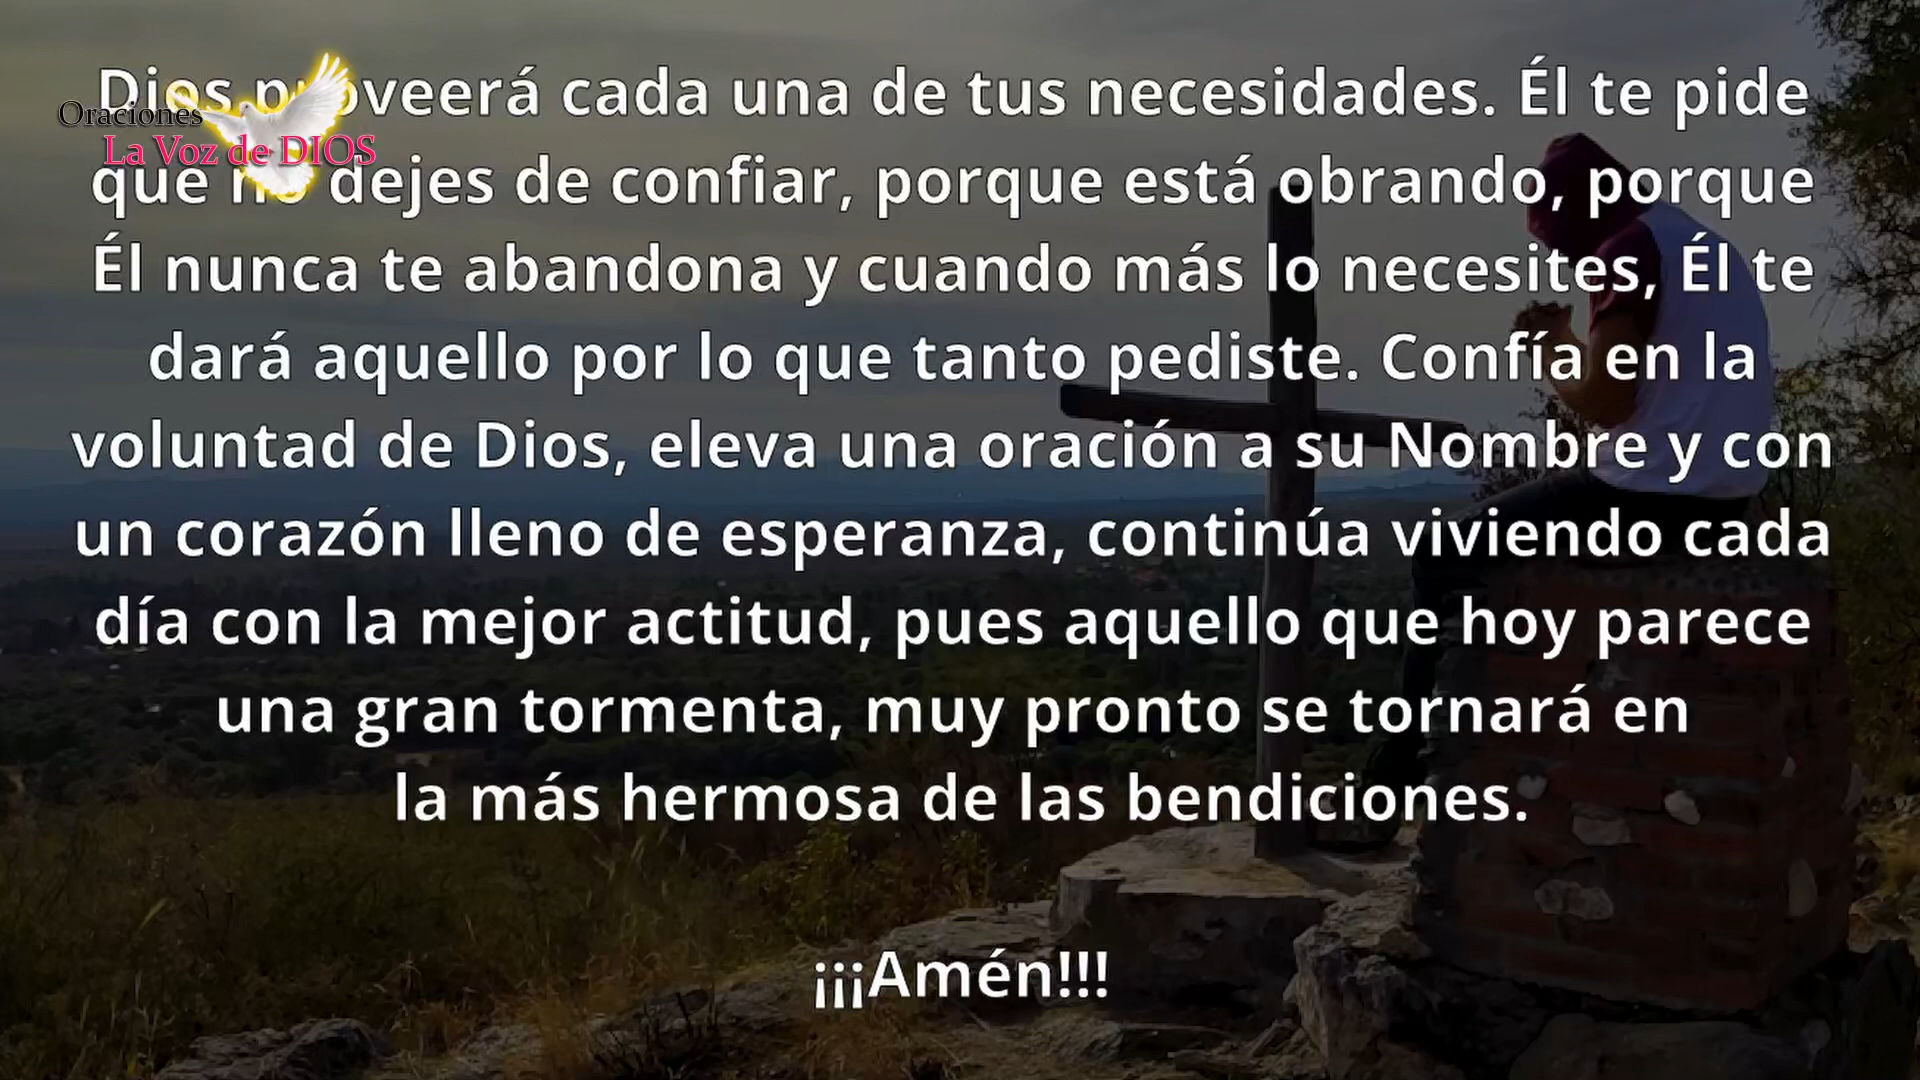 Dios proveerá cada una de tus necesidades. Él te pide
Oraciones
La Voz de DIOS
que no dejes de confiar, porque está obrando, porque
Él nunca te abandona y cuando más lo necesites, Él te
dará aquello por lo que tanto pediste. Confía en la
voluntad de Dios, eleva una oración a su Nombre y con
un corazón lleno de esperanza, continúa viviendo cada
día con la mejor actitud, pues aquello que hoy parece
una gran tormenta, muy pronto se tornará en
la más hermosa de las bendiciones.
¡¡¡Amén!!!